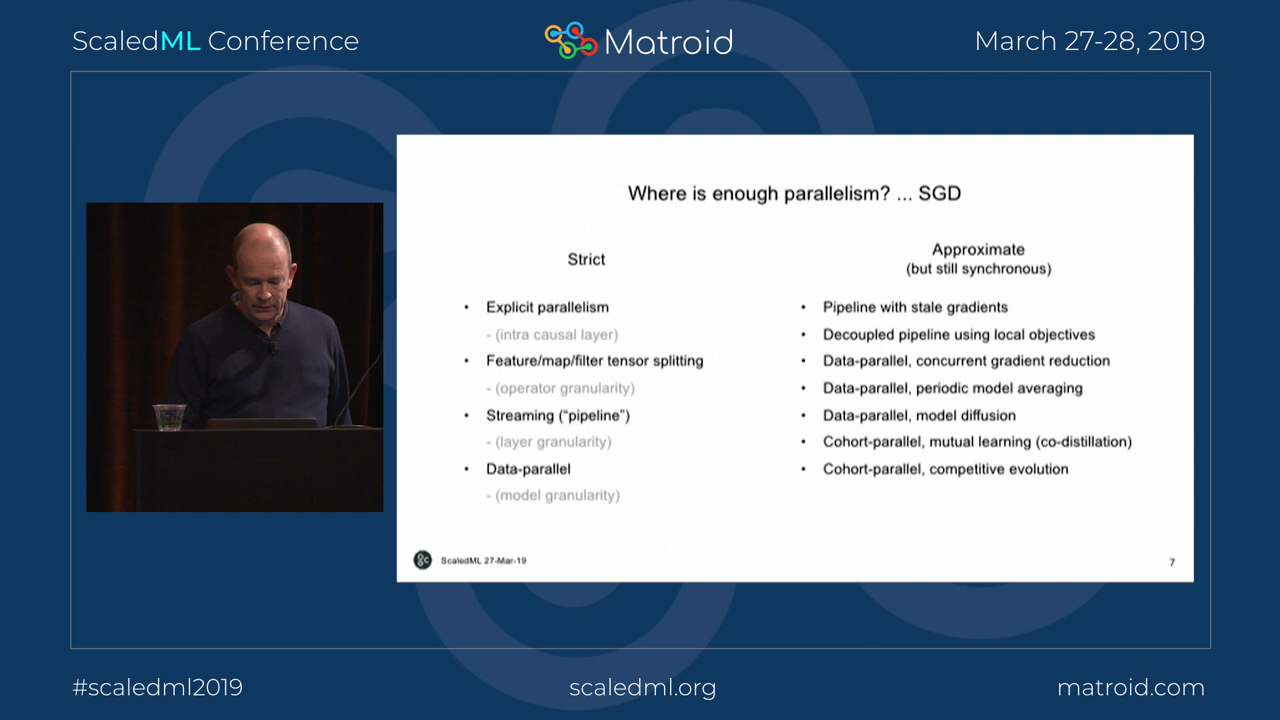 ScaledML Conference
Matroid
March 27-28, 2019
Where is enough parallelism? ... SGD
Strict
• Explicit parallelism
- (intra causal layer)
• Feature/map/filter tensor splitting
- (operator granularity)
• Streaming (“pipeline”)
- (layer granularity)
• Data-parallel
- (model granularity)
Approximate
(but still synchronous)
• Pipeline with stale gradients
• Decoupled pipeline using local objectives
• Data-parallel, concurrent gradient reduction
• Data-parallel, periodic model averaging
• Data-parallel, model diffusion
• Cohort-parallel, mutual learning (co-distillation)
• Cohort-parallel, competitive evolution
ScaledML 27-Mar-19
7
#scaledml2019
scaledml.org
matroid.com